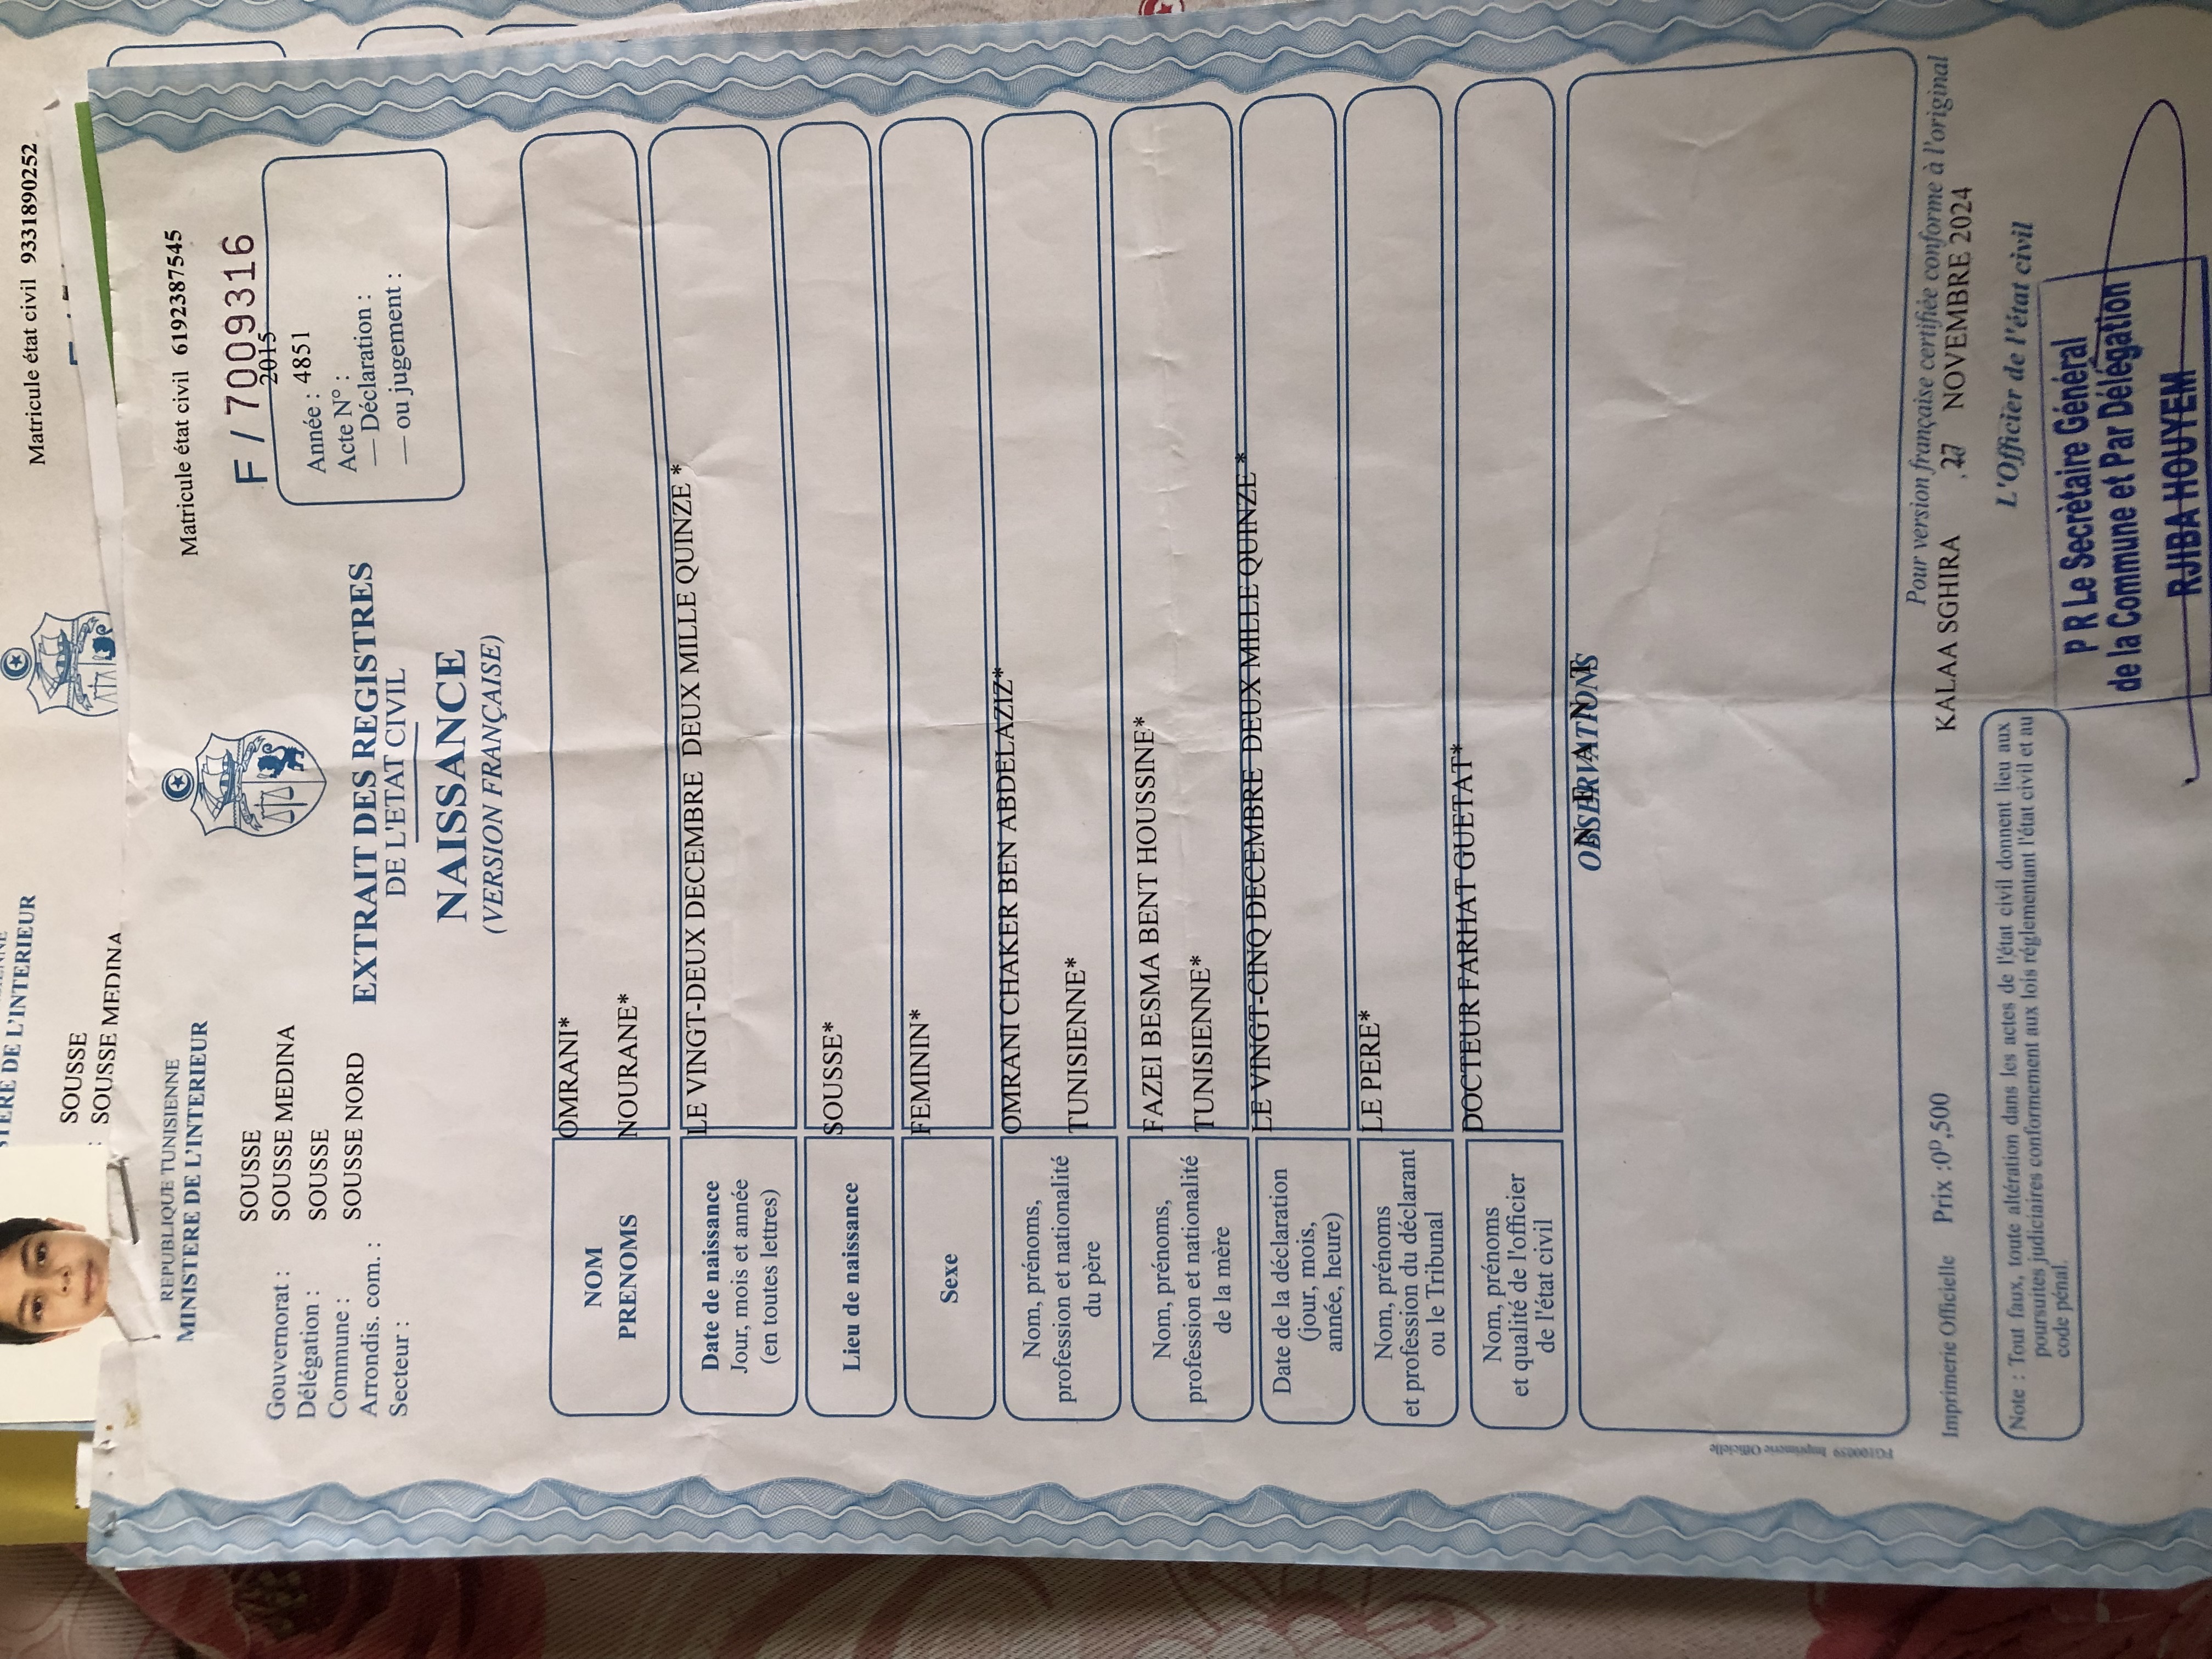 Matricule état civil 9331890252
MINISTERE DE L'INTERIEUR
SOUSSE
: SOUSSE MEDINA
REPUBLIQUE TUNISIENNE
MINISTERE DE L'INTERIEUR
Matricule état civil 6192387545
F / 7009316
2015
Gouvernorat : SOUSSE
Délégation : SOUSSE MEDINA
Commune : SOUSSE
Arrondis. com. : SOUSSE NORD
Secteur :
Année : 4851
Acte N° :
— Déclaration :
— ou jugement :
EXTRAIT DES REGISTRES
DE L'ETAT CIVIL
NAISSANCE
(VERSION FRANÇAISE)
NOM OMRANI*
PRENOMS NOURANE*
Date de naissance
Jour, mois et année
(en toutes lettres)
LE VINGT-DEUX DECEMBRE DEUX MILLE QUINZE *
Lieu de naissance SOUSSE*
Sexe FEMININ*
Nom, prénoms,
profession et nationalité
du père
OMRANI CHAKER BEN ABDELAZIZ*
TUNISIENNE*
Nom, prénoms,
profession et nationalité
de la mère
FAZEI BESMA BENT HOUSSINE*
TUNISIENNE*
Date de la déclaration
(jour, mois,
année, heure)
LE VINGT-CINQ DECEMBRE DEUX MILLE QUINZE *
Nom, prénoms
et profession du déclarant
ou le Tribunal
LE PERE*
Nom, prénoms
et qualité de l'officier
de l'état civil
DOCTEUR FARHAT GUETAT*
OBSERVATIONS
N E A N T
FG100059 Imprimerie Officielle
Imprimerie Officielle Prix :0ᴰ,500
Pour version française certifiée conforme à l'original
KALAA SGHIRA , 27 NOVEMBRE 2024
L'Officier de l'état civil
Note : Tout faux, toute altération dans les actes de l'état civil donnent lieu aux
poursuites judiciaires conformement aux lois réglementant l'état civil et au
code pénal.
P R Le Secrètaire Général
de la Commune et Par Délégation
RJIBA HOUYEM